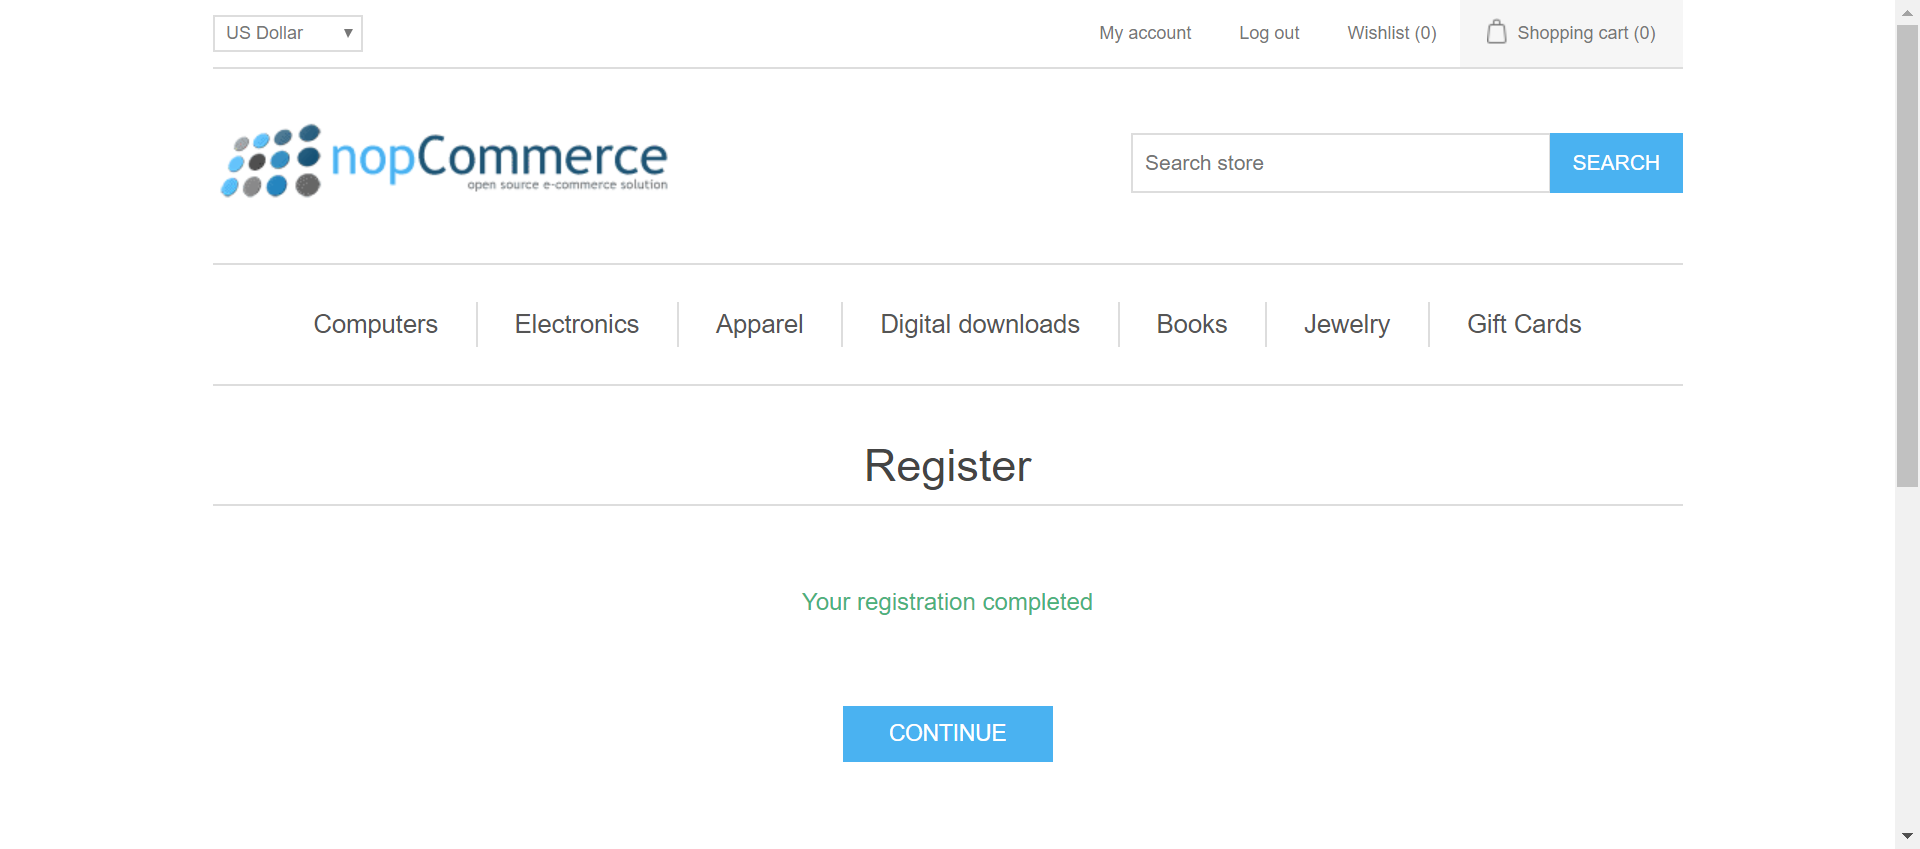 US Dollar
My account
Log out
Wishlist (0)
Shopping cart (0)
nopCommerce
open source e-commerce solution
Search store
SEARCH
Computers
Electronics
Apparel
Digital downloads
Books
Jewelry
Gift Cards
Register
Your registration completed
CONTINUE